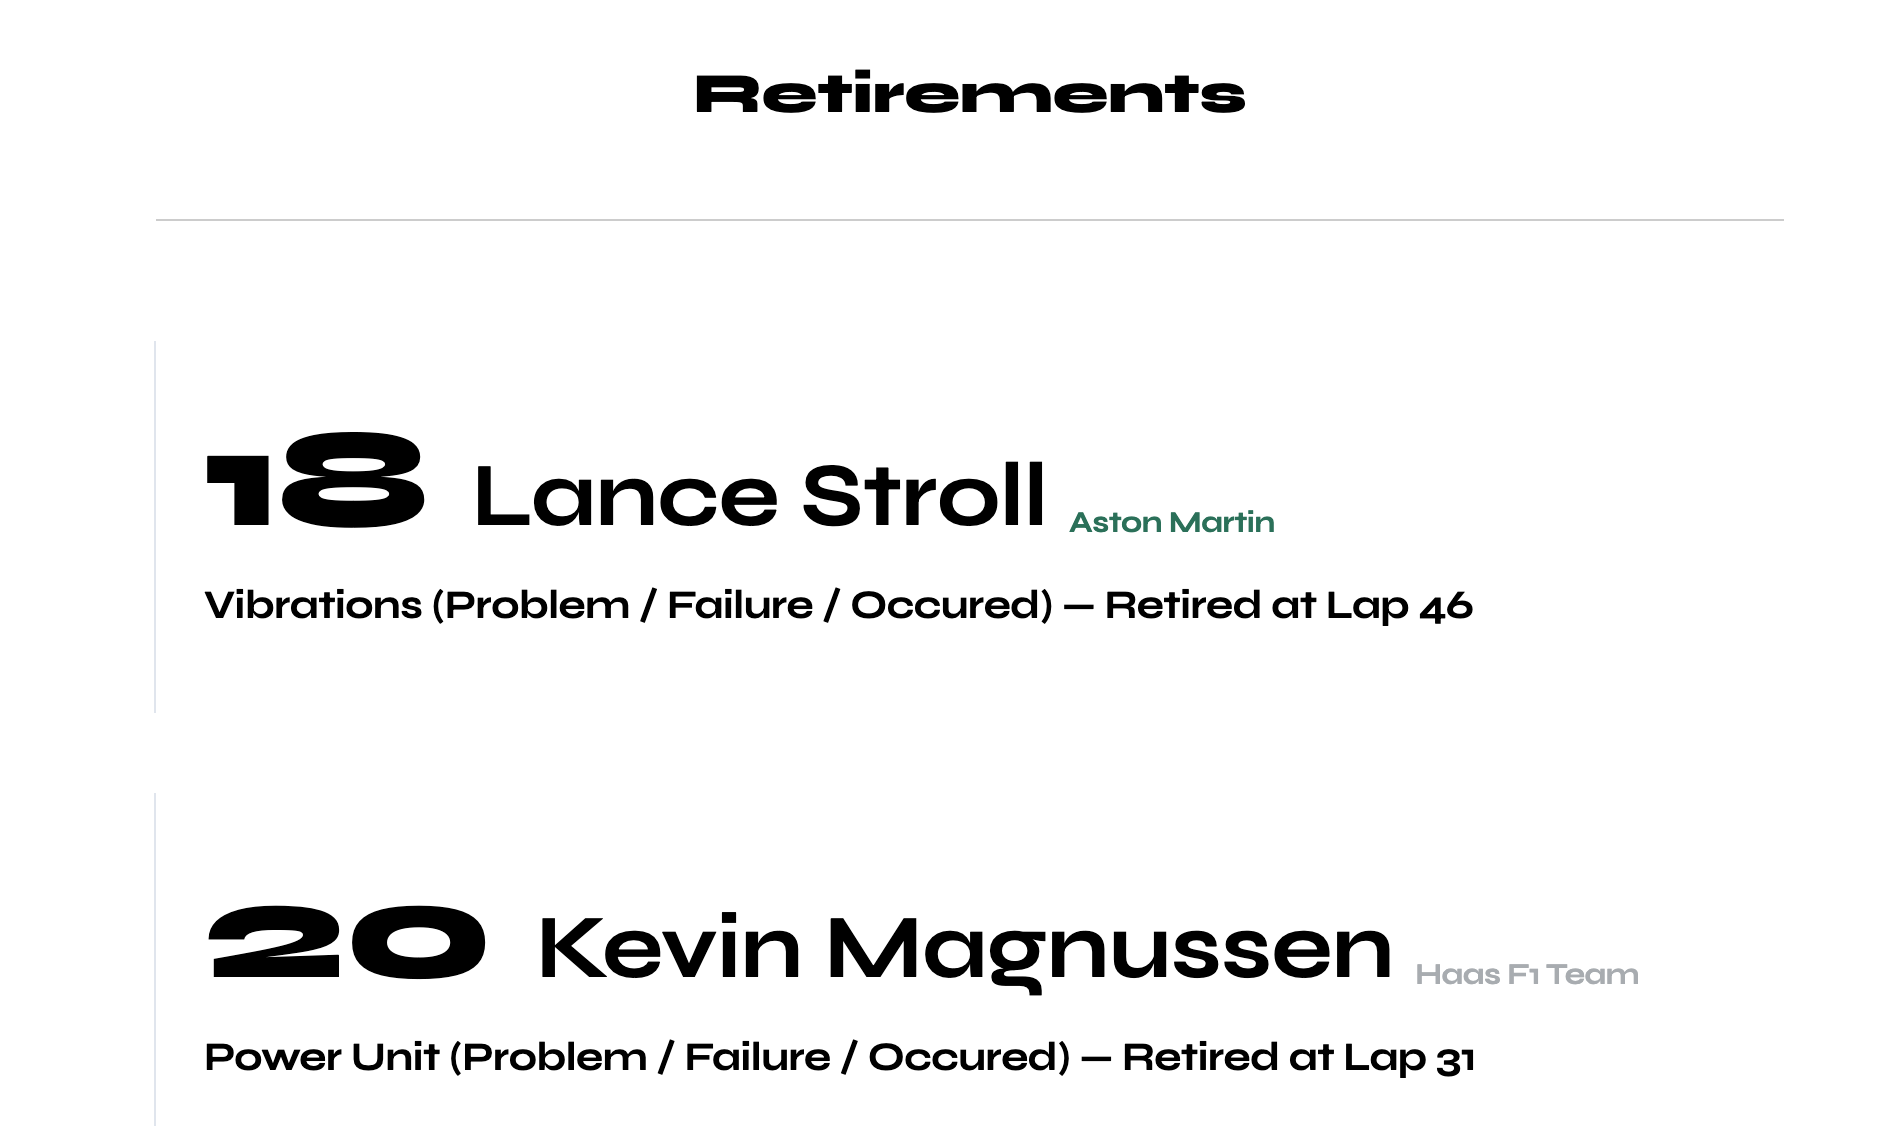 Retirements
18 Lance Stroll Aston Martin
Vibrations (Problem / Failure / Occured) — Retired at Lap 46
20 Kevin Magnussen Haas F1 Team
Power Unit (Problem / Failure / Occured) — Retired at Lap 31